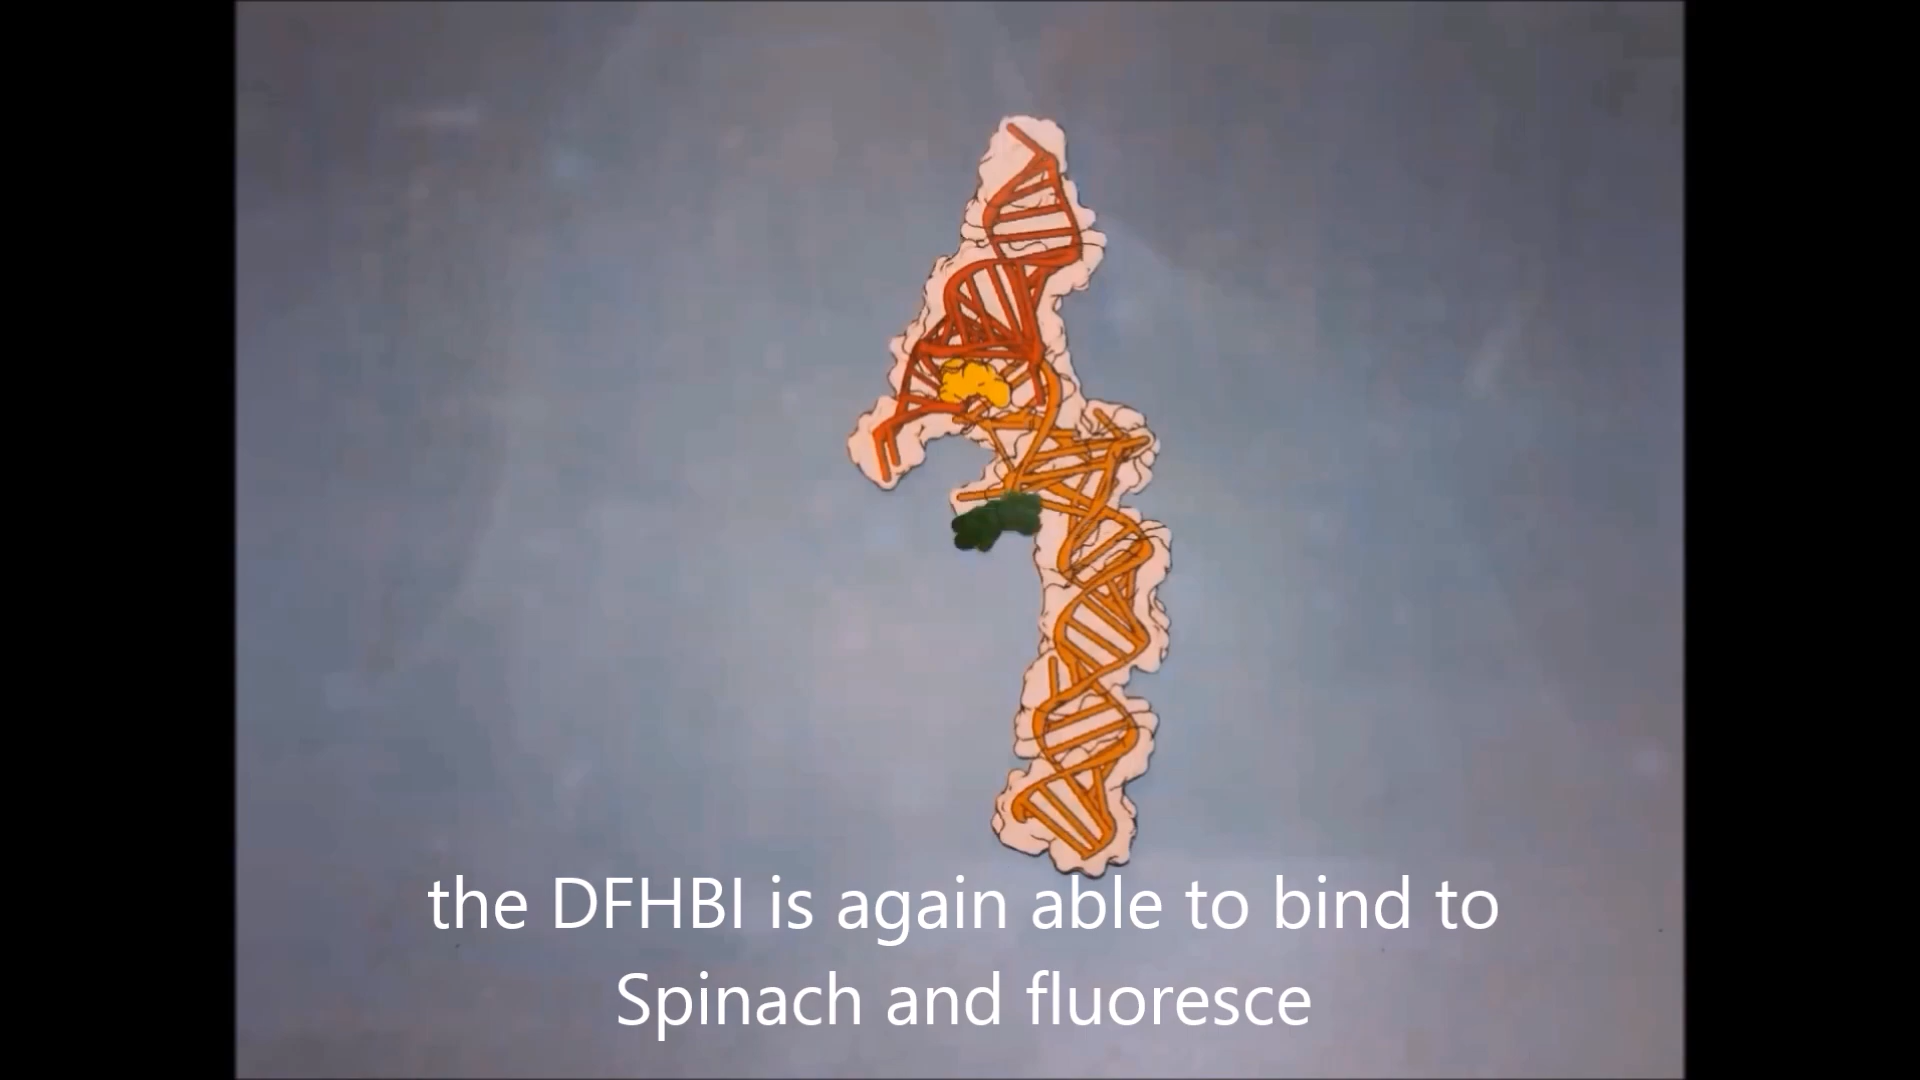 the DFHBI is again able to bind to
Spinach and fluoresce